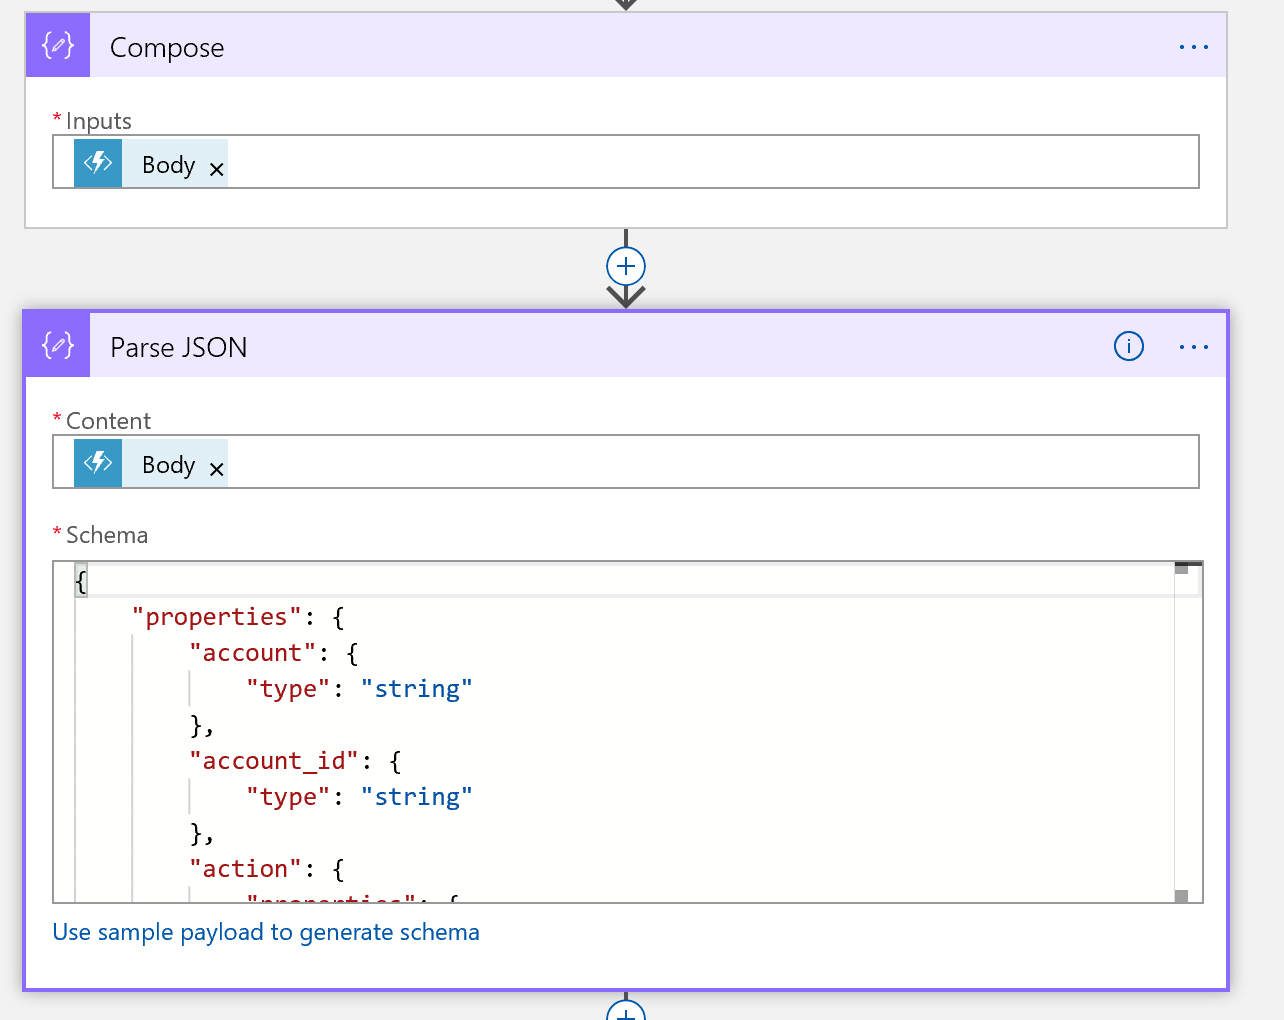 Compose
* Inputs
Body ×
Parse JSON
* Content
Body ×
* Schema
{
"properties": {
"account": {
"type": "string"
},
"account_id": {
"type": "string"
},
"action": {
"properties": {
Use sample payload to generate schema